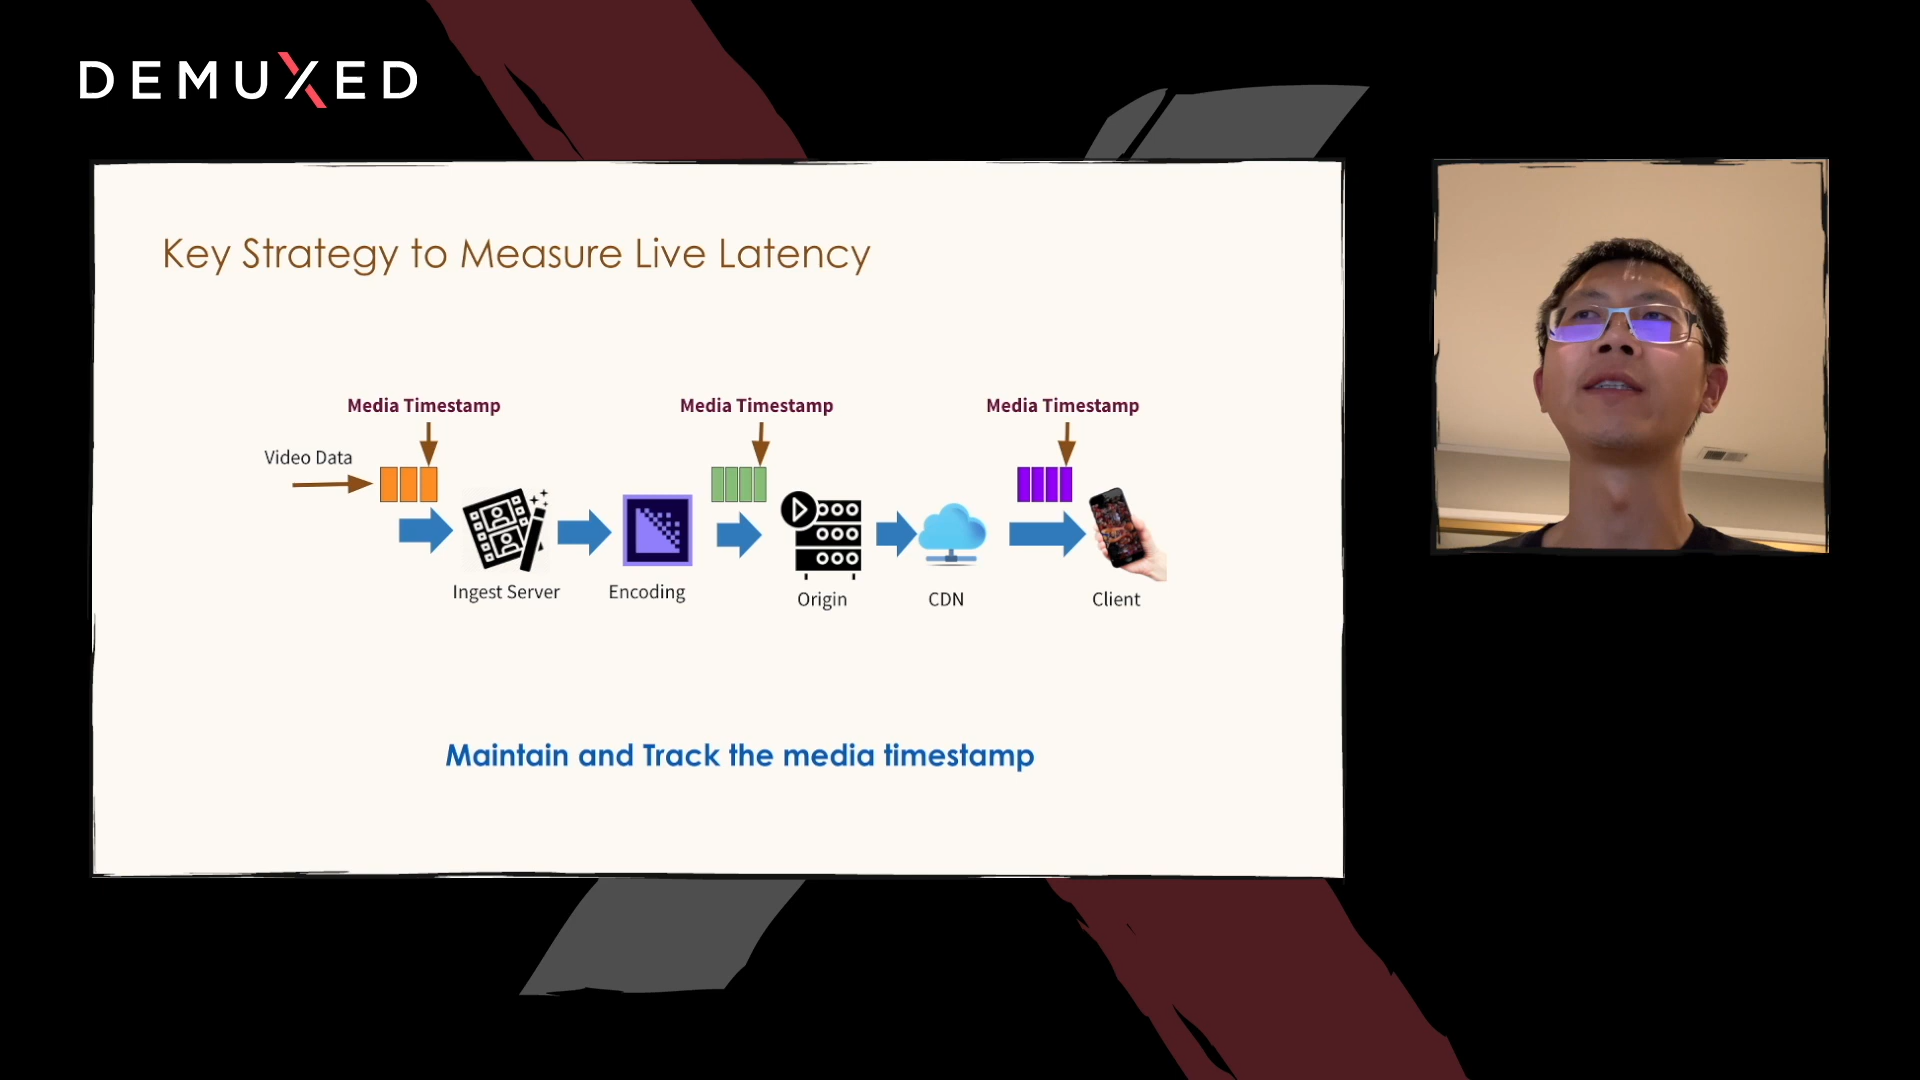 DEMUXED
Key Strategy to Measure Live Latency
Media Timestamp
Media Timestamp
Media Timestamp
Video Data
Ingest Server
Encoding
Origin
CDN
Client
Maintain and Track the media timestamp